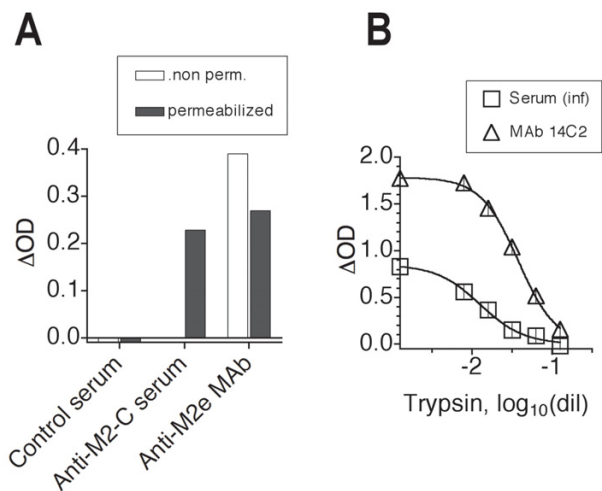 A
.non perm.
permeabilized
0.4
0.3
0.2
0.1
0.0
ΔOD
Control serum
Anti-M2-C serum
Anti-M2e MAb
B
Serum (inf)
MAb 14C2
2.0
1.5
1.0
0.5
0.0
ΔOD
-2
-1
Trypsin, log₁₀(dil)